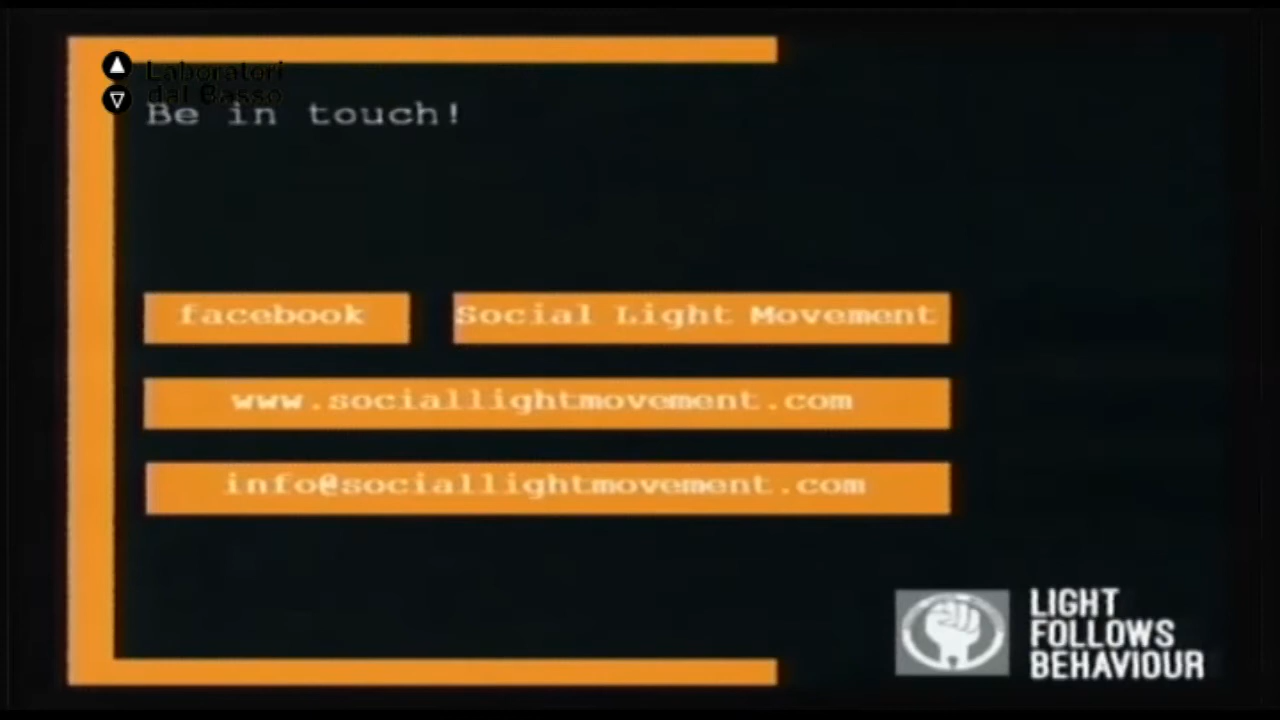 Laboratori
dal Basso
Be in touch!
facebook
Social Light Movement
www.sociallightmovement.com
info@sociallightmovement.com
LIGHT
FOLLOWS
BEHAVIOUR